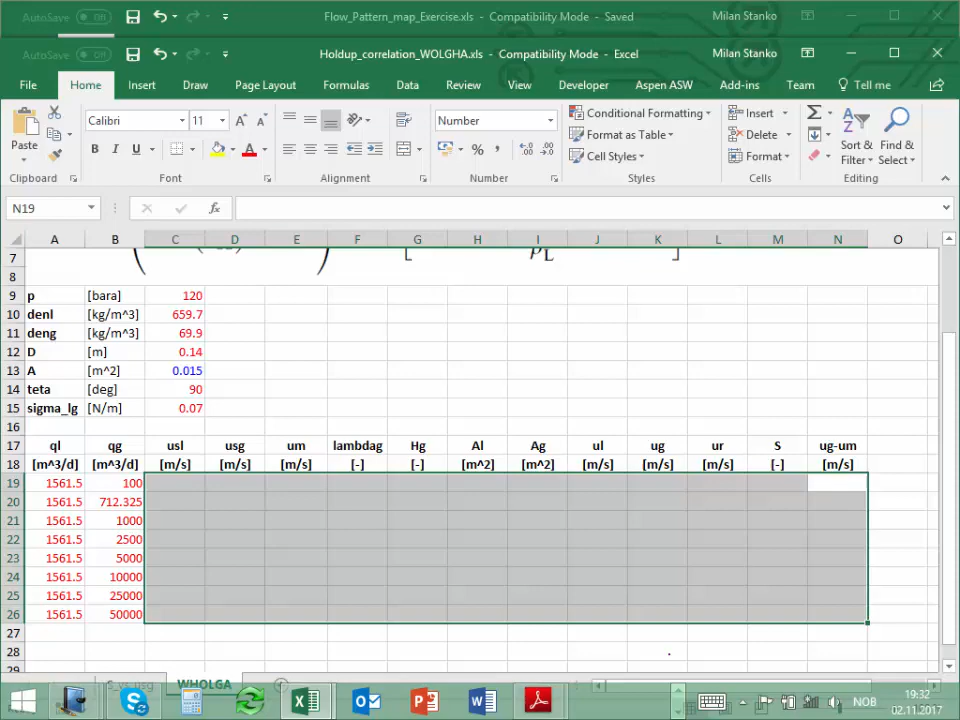 AutoSave Off Flow_Pattern_map_Exercise.xls - Compatibility Mode - Saved Milan Stanko
AutoSave Off Holdup_correlation_WOLGHA.xls - Compatibility Mode - Excel Milan Stanko
File Home Insert Draw Page Layout Formulas Data Review View Developer Aspen ASW Add-ins Team Tell me
Paste Calibri 11 A A Number Conditional Formatting Insert Sort & Find &
B I U A % , Format as Table Delete Filter Select
Cell Styles Format
Clipboard Font Alignment Number Styles Cells Editing
N19 fx
A B C D E F G H I J K L M N O
7 ρL
8
9 p [bara] 120
10 denl [kg/m^3] 659.7
11 deng [kg/m^3] 69.9
12 D [m] 0.14
13 A [m^2] 0.015
14 teta [deg] 90
15 sigma_lg [N/m] 0.07
16
17 ql qg usl usg um lambdag Hg Al Ag ul ug ur S ug-um
18 [m^3/d] [m^3/d] [m/s] [m/s] [m/s] [-] [-] [m^2] [m^2] [m/s] [m/s] [m/s] [-] [m/s]
19 1561.5 100
20 1561.5 712.325
21 1561.5 1000
22 1561.5 2500
23 1561.5 5000
24 1561.5 10000
25 1561.5 25000
26 1561.5 50000
27
28
29
WHOLGA
NOB 19:32
02.11.2017